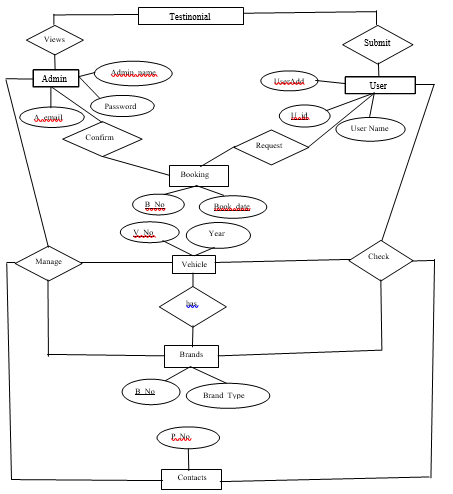 Testinonial
Views
Submit
Admin
Admin_name
UserAdd
User
Password
A_email
U_id
User Name
Confirm
Request
Booking
B_No
Book_date
V_No
Year
Manage
Vehicle
Check
has
Brands
B_No
Brand_Type
P_No
Contacts